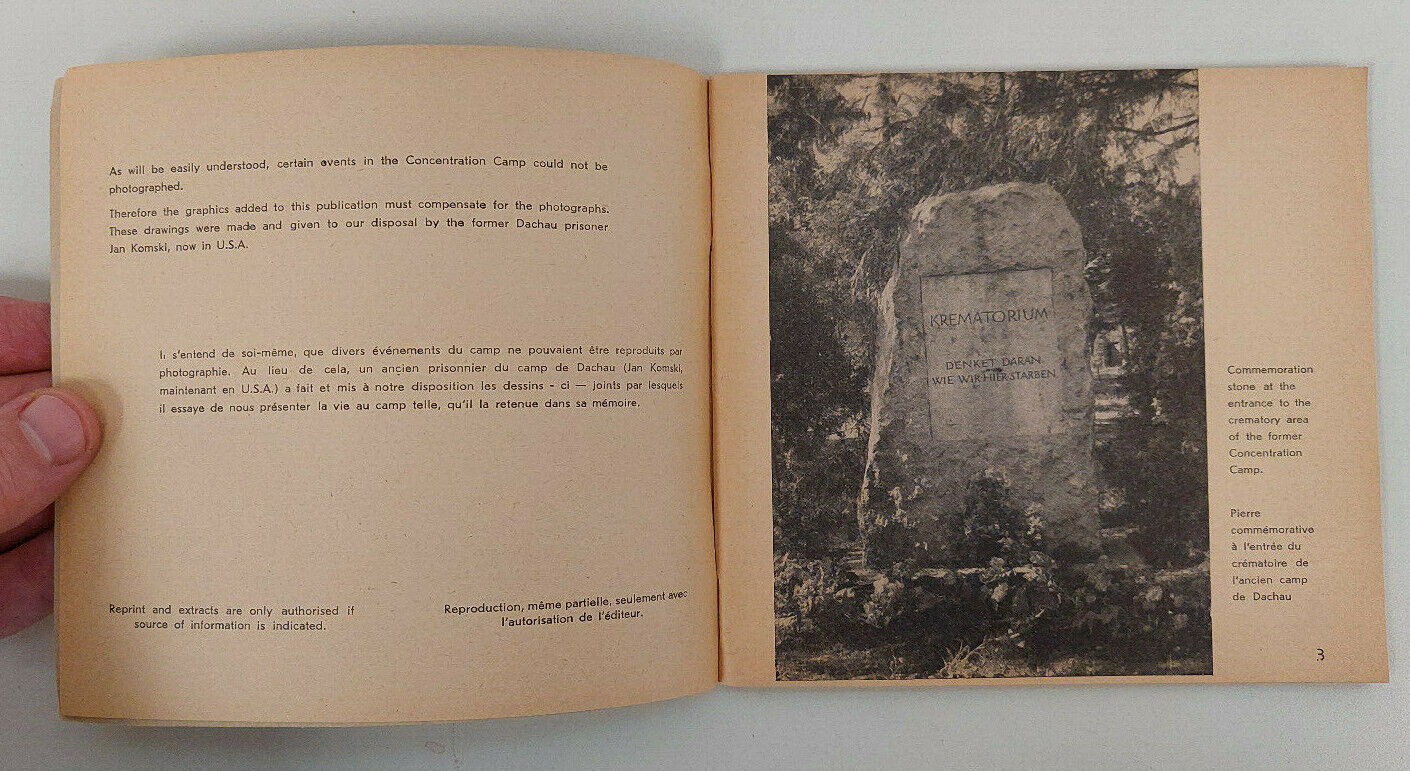 As will be easily understood, certain events in the Concentration Camp could not be
photographed.
Therefore the graphics added to this publication must compensate for the photographs.
These drawings were made and given to our disposal by the former Dachau prisoner
Jan Komski, now in U.S.A.
Il s'entend de soi-même, que divers événements du camp ne pouvaient être reproduits par
photographie. Au lieu de cela, un ancien prisonnier du camp de Dachau (Jan Komski,
maintenant en U.S.A.) a fait et mis à notre disposition les dessins - ci — joints par lesquels
il essaye de nous présenter la vie au camp telle, qu'il la retenue dans sa mémoire.
Reprint and extracts are only authorised if
source of information is indicated.
Reproduction, même partielle, seulement avec
l'autorisation de l'éditeur.
KREMATORIUM
DENKET DARAN
WIE WIR HIER STARBEN
Commemoration
stone at the
entrance to the
crematory area
of the former
Concentration
Camp.
Pierre
commémorative
à l'entrée du
crématoire de
l'ancien camp
de Dachau
3